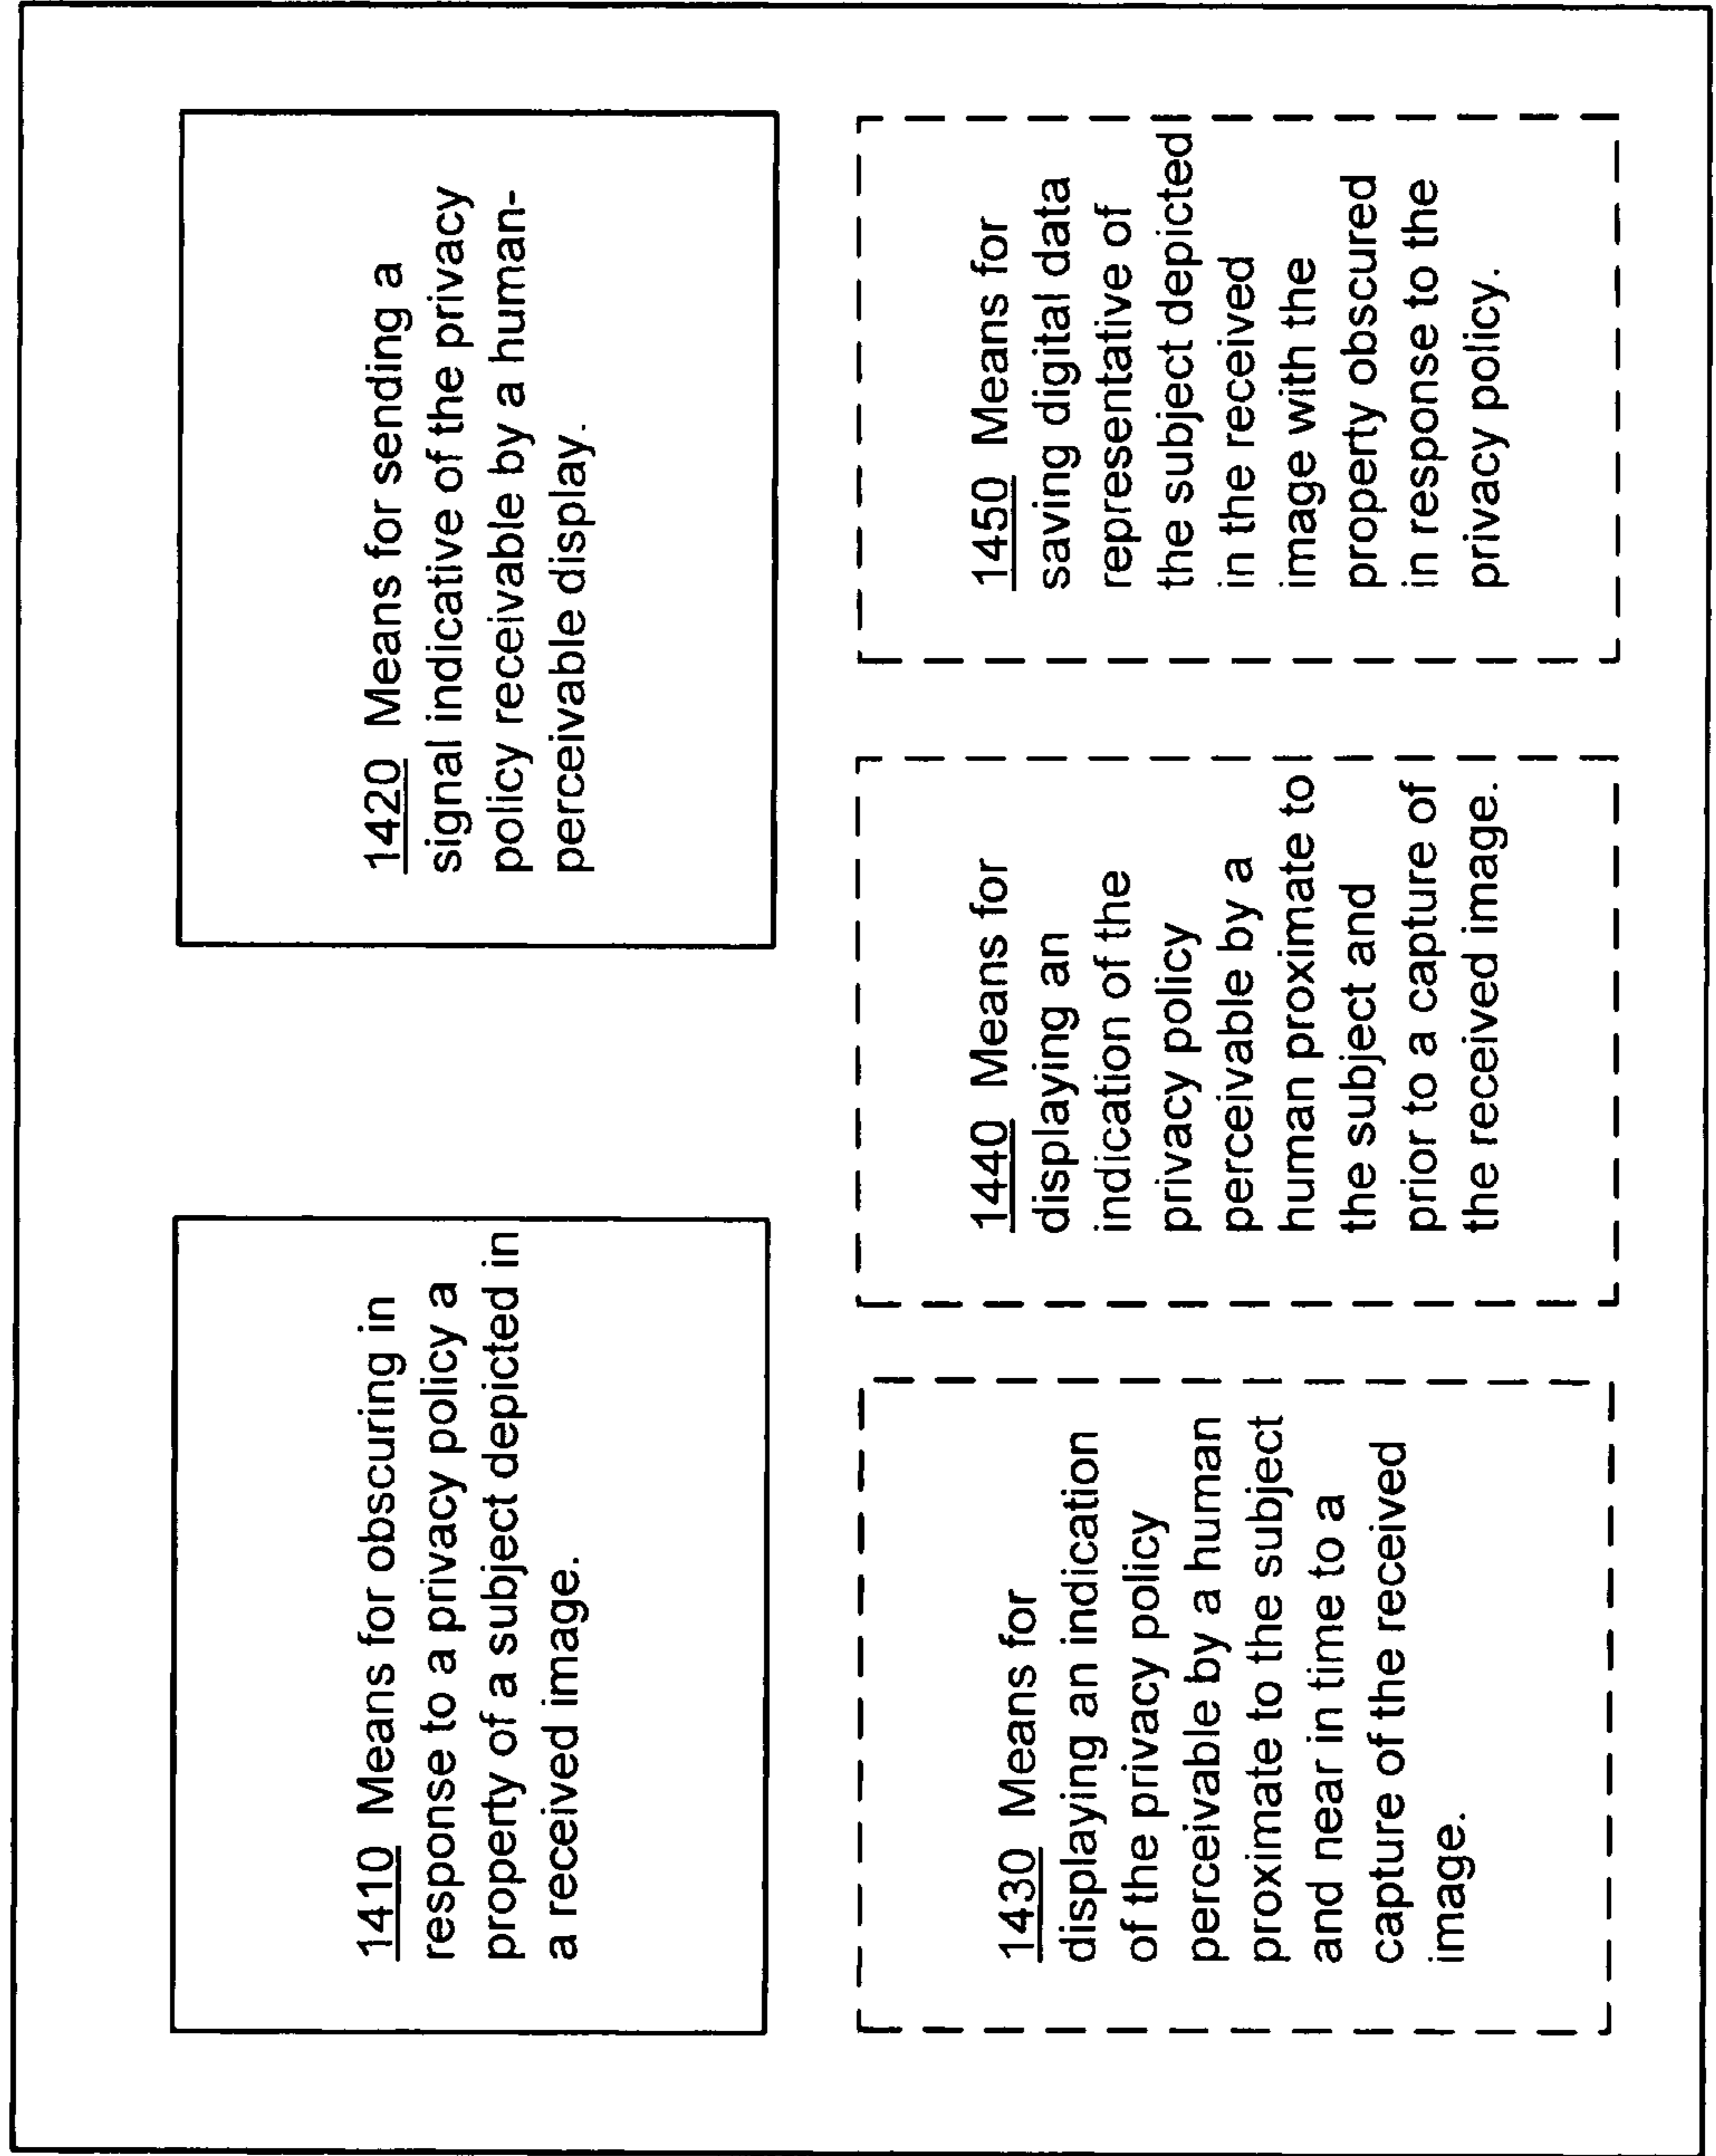 1410 Means for obscuring in
response to a privacy policy a
property of a subject depicted in
a received image.
1420 Means for sending a
signal indicative of the privacy
policy receivable by a human-
perceivable display.
1430 Means for
displaying an indication
of the privacy policy
perceivable by a human
proximate to the subject
and near in time to a
capture of the received
image.
1440 Means for
displaying an
indication of the
privacy policy
perceivable by a
human proximate to
the subject and
prior to a capture of
the received image.
1450 Means for
saving digital data
representative of
the subject depicted
in the received
image with the
property obscured
in response to the
privacy policy.